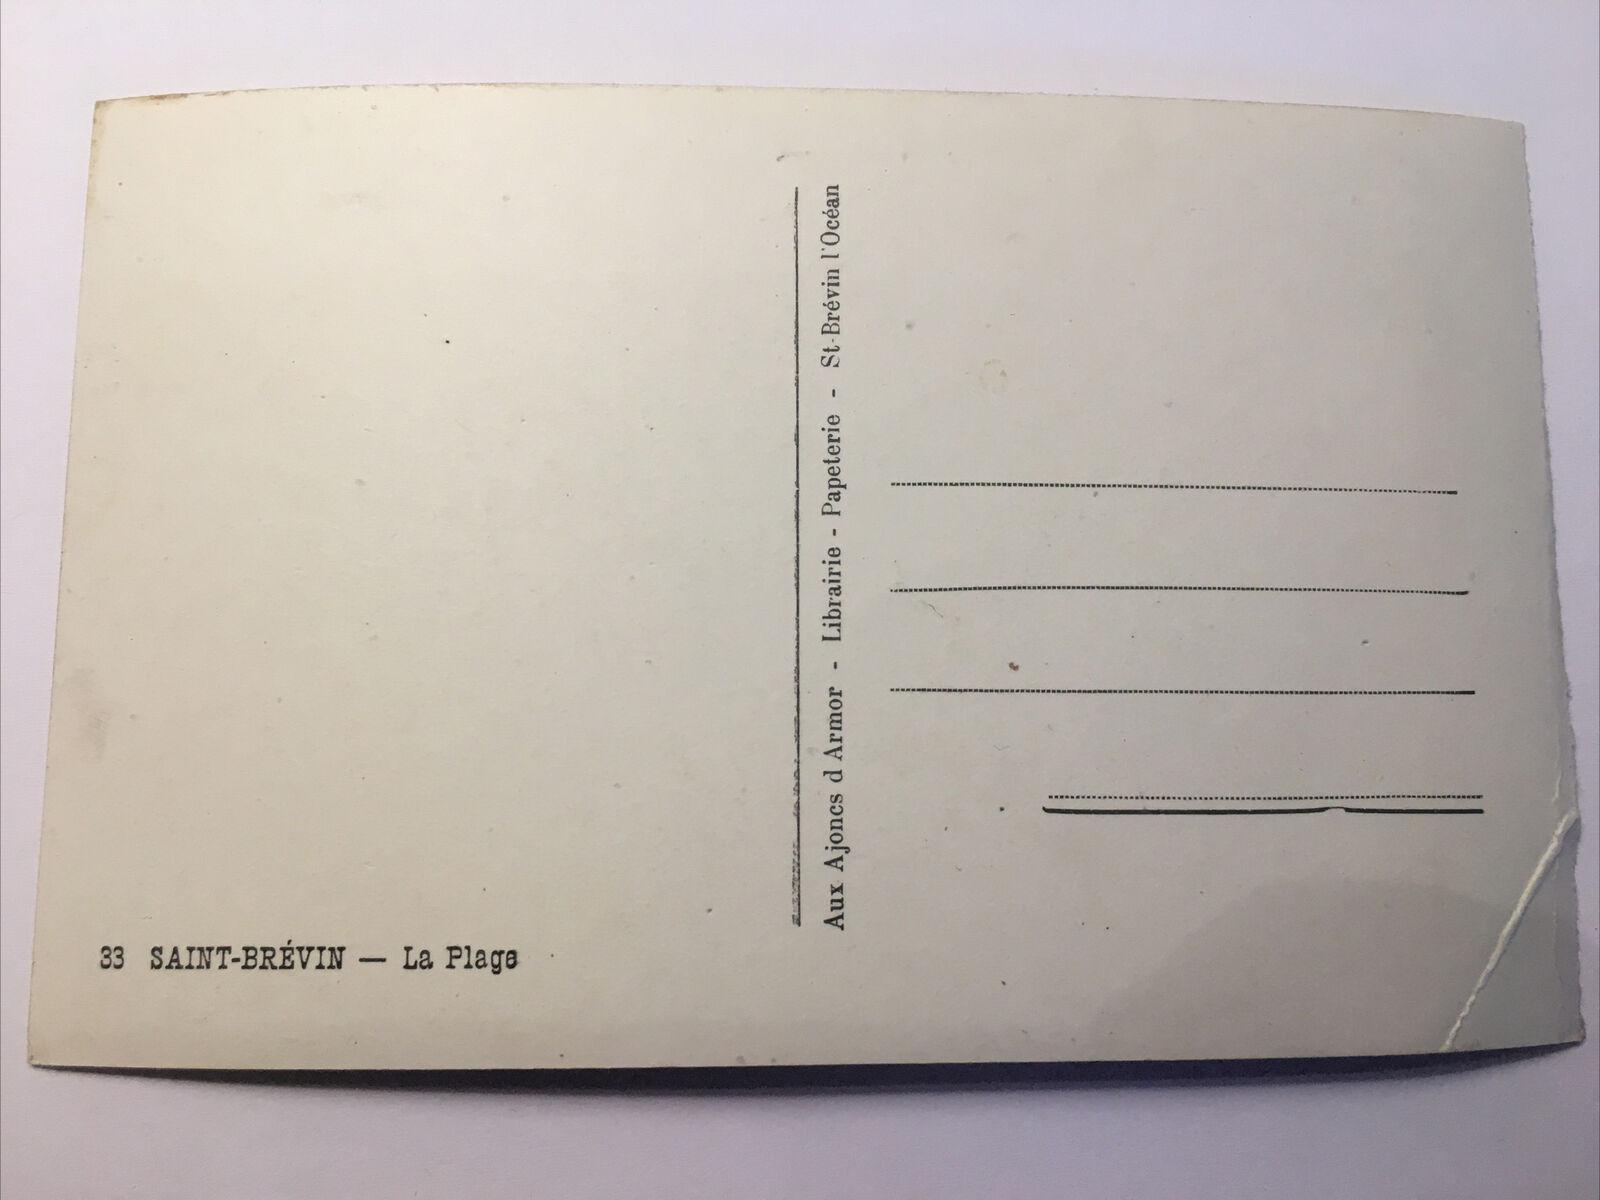 Aux Ajoncs d Armor - Librairie - Papeterie - St-Brévin l'Océan
33 SAINT-BRÉVIN — La Plage